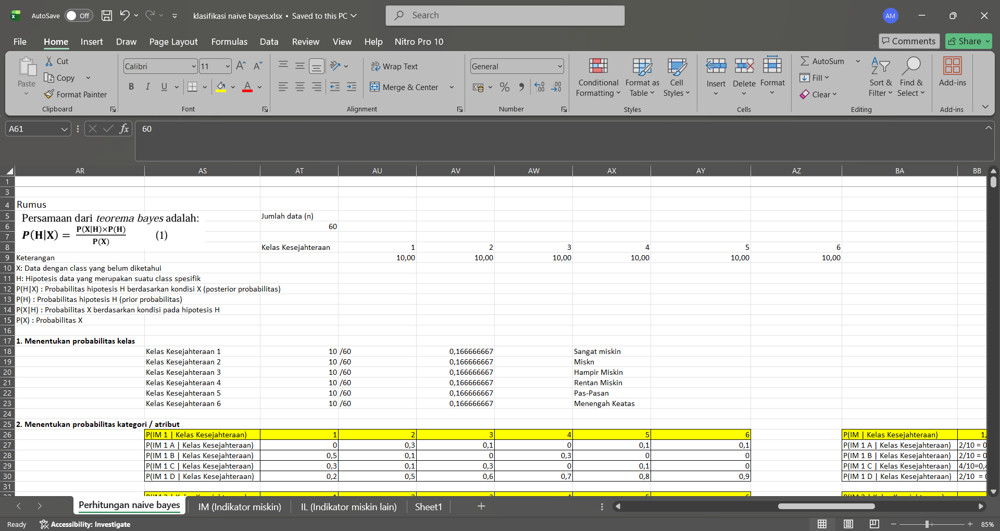 AutoSave Off klasifikasi naive bayes.xlsx • Saved to this PC Search AM
File Home Insert Draw Page Layout Formulas Data Review View Help Nitro Pro 10 Comments Share
Paste Cut Copy Format Painter Clipboard
Calibri 11 B I U A Font
Wrap Text Merge & Center Alignment
General % Number
Conditional Formatting Format as Table Cell Styles Styles
Insert Delete Format Cells
AutoSum Fill Clear Sort & Filter Find & Select Editing
Add-ins Add-ins
A61 fx 60
AR AS AT AU AV AW AX AY AZ BA BB
1
3
4 Rumus
5 Persamaan dari teorema bayes adalah: Jumlah data (n)
6 P(H|X) = P(X|H)×P(H) / P(X) (1) 60
7
8 Kelas Kesejahteraan 1 2 3 4 5 6
9 Keterangan 10,00 10,00 10,00 10,00 10,00 10,00
10 X: Data dengan class yang belum diketahui
11 H: Hipotesis data yang merupakan suatu class spesifik
12 P(H|X) : Probabilitas hipotesis H berdasarkan kondisi X (posterior probabilitas)
13 P(H) : Probabilitas hipotesis H (prior probabilitas)
14 P(X|H) : Probabilitas X berdasarkan kondisi pada hipotesis H
15 P(X) : Probabilitas X
16
17 1. Menentukan probabilitas kelas
18 Kelas Kesejahteraan 1 10 /60 0,166666667 Sangat miskin
19 Kelas Kesejahteraan 2 10 /60 0,166666667 Miskn
20 Kelas Kesejahteraan 3 10 /60 0,166666667 Hampir Miskin
21 Kelas Kesejahteraan 4 10 /60 0,166666667 Rentan Miskin
22 Kelas Kesejahteraan 5 10 /60 0,166666667 Pas-Pasan
23 Kelas Kesejahteraan 6 10 /60 0,166666667 Menengah Keatas
24
25 2. Menentukan probabilitas kategori / atribut
26 P(IM 1 | Kelas Kesejahteraan) 1 2 3 4 5 6 P(IM | Kelas Kesejahteraan) 1,
27 P(IM 1 A | Kelas Kesejahteraan) 0 0,3 0,1 0 0,1 0,1 P(IM 1 A | Kelas Kesejahteraan) 2/10 = 0
28 P(IM 1 B | Kelas Kesejahteraan) 0,5 0,1 0 0,3 0 0 P(IM 1 B | Kelas Kesejahteraan) 2/10 = 0
29 P(IM 1 C | Kelas Kesejahteraan) 0,3 0,1 0,3 0 0,1 0 P(IM 1 C | Kelas Kesejahteraan) 4/10=0,4
30 P(IM 1 D | Kelas Kesejahteraan) 0,2 0,5 0,6 0,7 0,8 0,9 P(IM 1 D | Kelas Kesejahteraan) 2/10 = 0
31
Perhitungan naive bayes IM (Indikator miskin) IL (Indikator miskin lain) Sheet1
Ready Accessibility: Investigate 85%